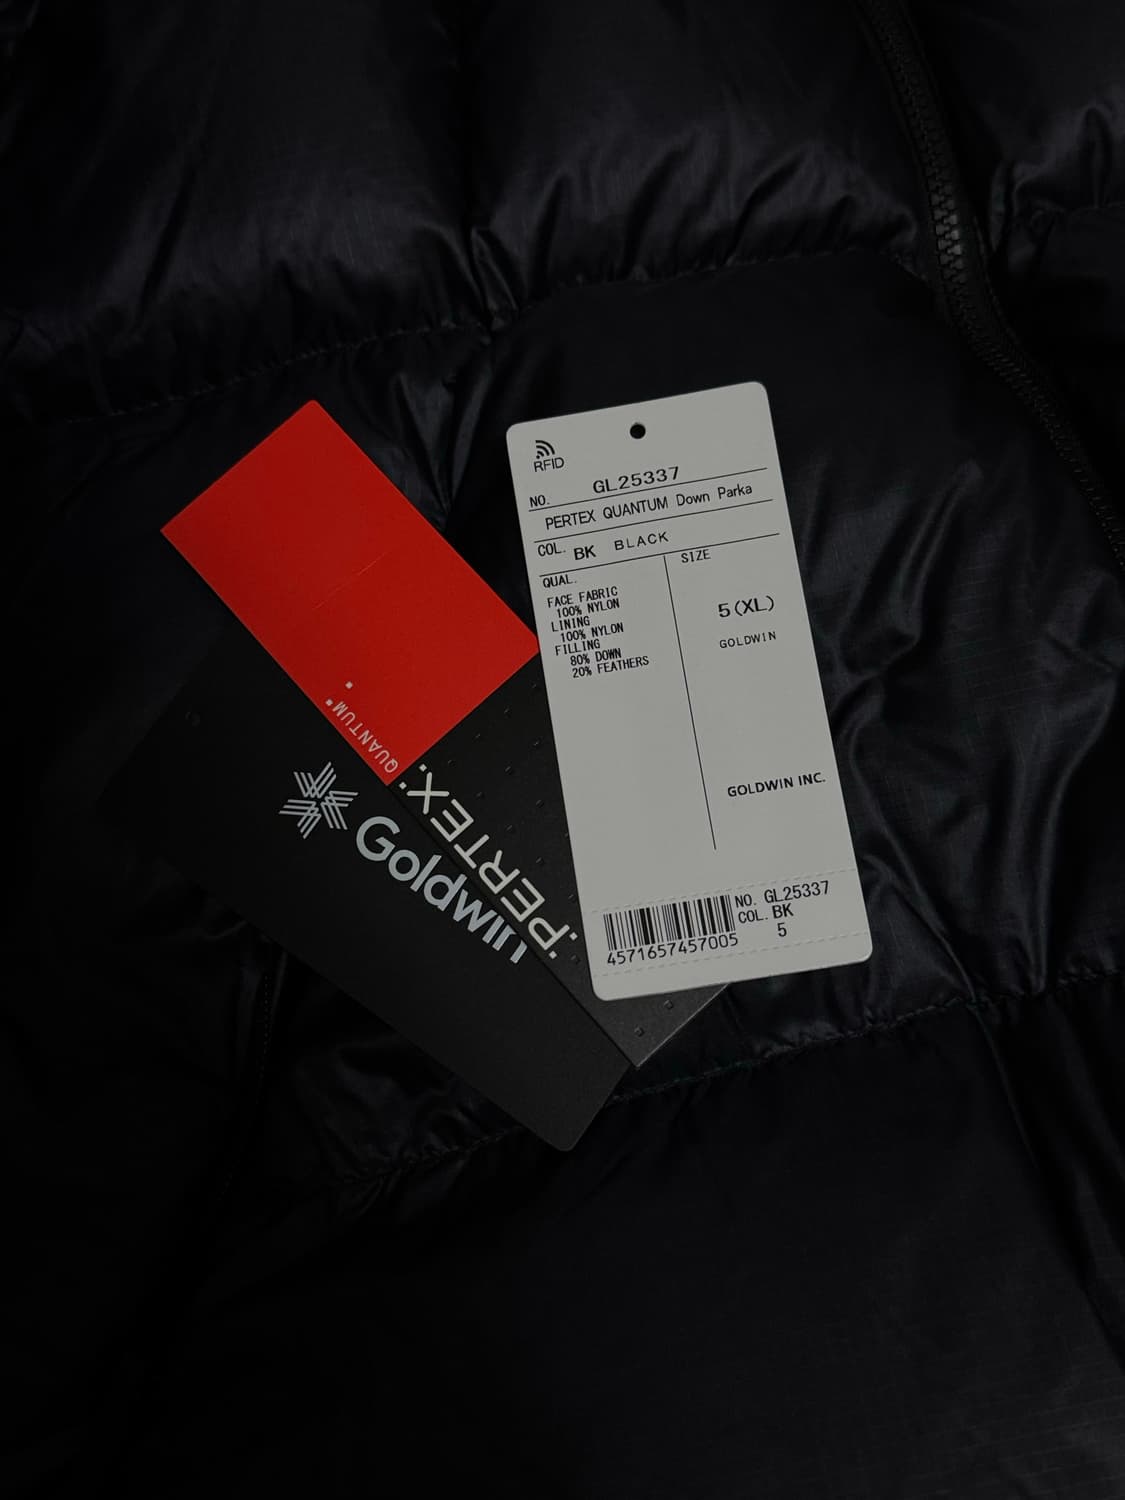 RFID
NO. GL25337
PERTEX QUANTUM Down Parka
COL. BK BLACK
QUAL.
FACE FABRIC
100% NYLON
LINING
100% NYLON
FILLING
80% DOWN
20% FEATHERS
SIZE
5(XL)
GOLDWIN
GOLDWIN INC.
4571657457005
NO. GL25337
COL. BK
5
QUANTUM
PERTEX
Goldwin